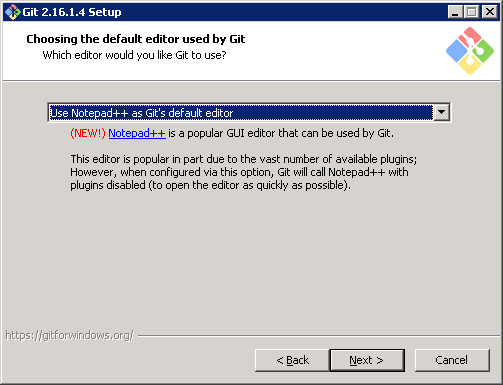 Git 2.16.1.4 Setup
Choosing the default editor used by Git
Which editor would you like Git to use?
Use Notepad++ as Git's default editor
(NEW!) Notepad++ is a popular GUI editor that can be used by Git.
This editor is popular in part due to the vast number of available plugins;
However, when configured via this option, Git will call Notepad++ with
plugins disabled (to open the editor as quickly as possible).
https://gitforwindows.org/
< Back Next > Cancel